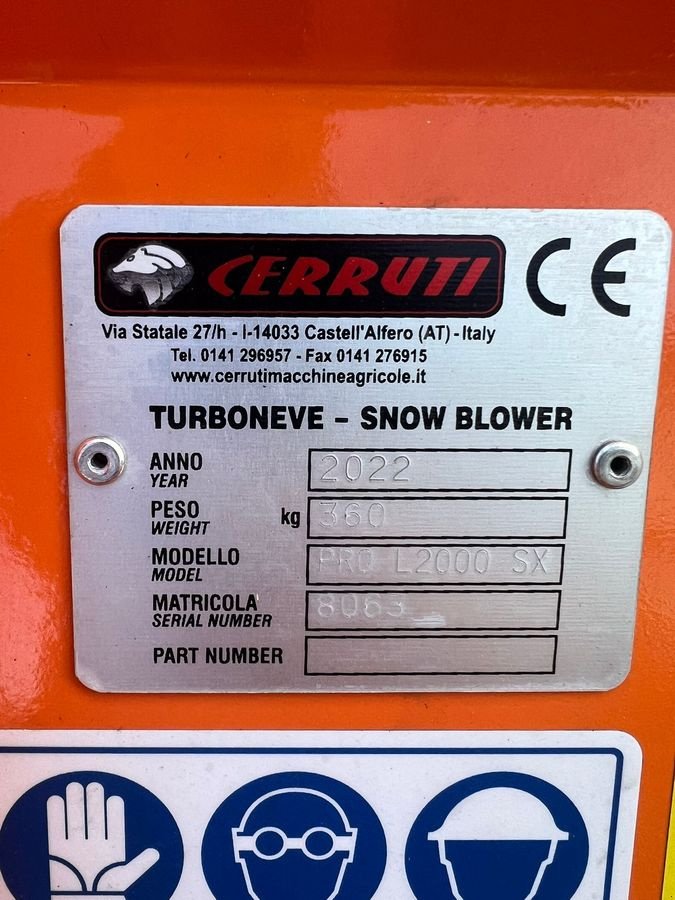 CERRUTI CE
Via Statale 27/h - I-14033 Castell'Alfero (AT) - Italy
Tel. 0141 296957 - Fax 0141 276915
www.cerrutimacchineagricole.it
TURBONEVE - SNOW BLOWER
ANNO 2022
YEAR
PESO kg 360
WEIGHT
MODELLO PRO L2000 SX
MODEL
MATRICOLA 8063_
SERIAL NUMBER
PART NUMBER